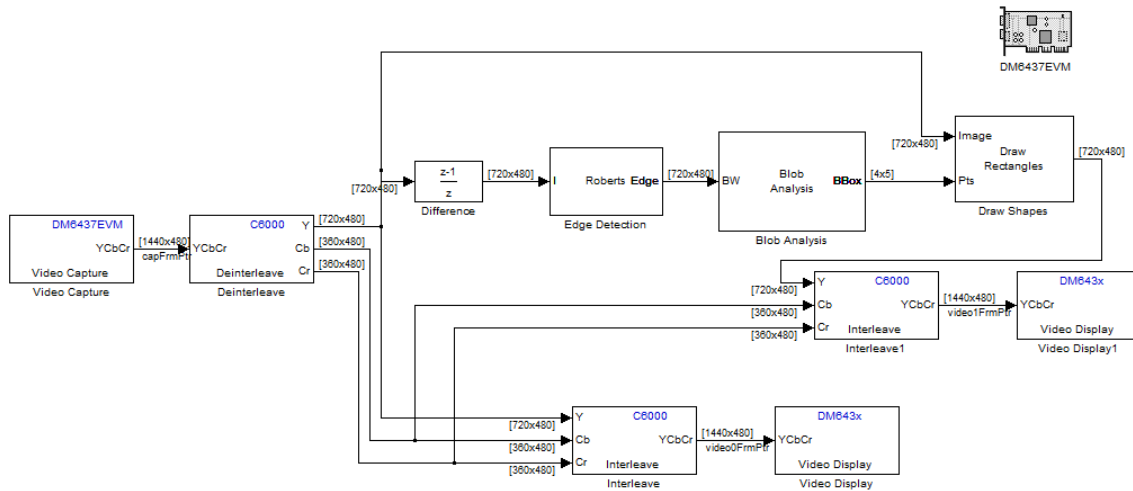 DM6437EVM
[720x480]
Image
Draw
Rectangles
Pts
[720x480]
Draw Shapes
[720x480]
z-1
z
Difference
[720x480]
I
Roberts
Edge
Edge Detection
[720x480]
BW
Blob
Analysis
BBox
Blob Analysis
[4x5]
DM6437EVM
YCbCr
Video Capture
Video Capture
[1440x480]
capFrmPtr
C6000
YCbCr
Y
Cb
Cr
Deinterleave
Deinterleave
[720x480]
[360x480]
[360x480]
[720x480]
[360x480]
[360x480]
C6000
Y
Cb
Cr
YCbCr
Interleave
Interleave1
[1440x480]
video1FrmPtr
DM643x
YCbCr
Video Display
Video Display1
[720x480]
[360x480]
[360x480]
C6000
Y
Cb
Cr
YCbCr
Interleave
Interleave
[1440x480]
video0FrmPtr
DM643x
YCbCr
Video Display
Video Display